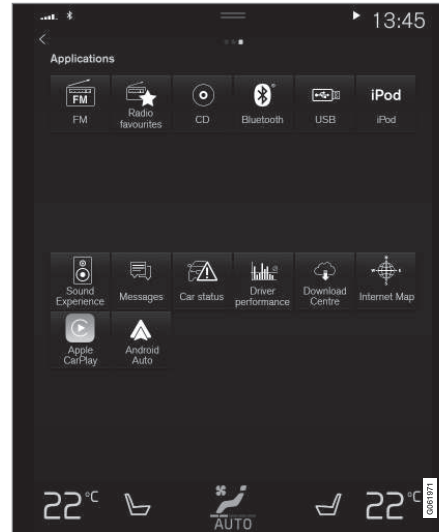 13:45
Applications
FM
FM
Radio
favourites
CD
Bluetooth
USB
iPod
iPod
Sound
Experience
Messages
Car status
Driver
performance
Download
Centre
Internet Map
Apple
CarPlay
Android
Auto
22°C
AUTO
22°C
G061971